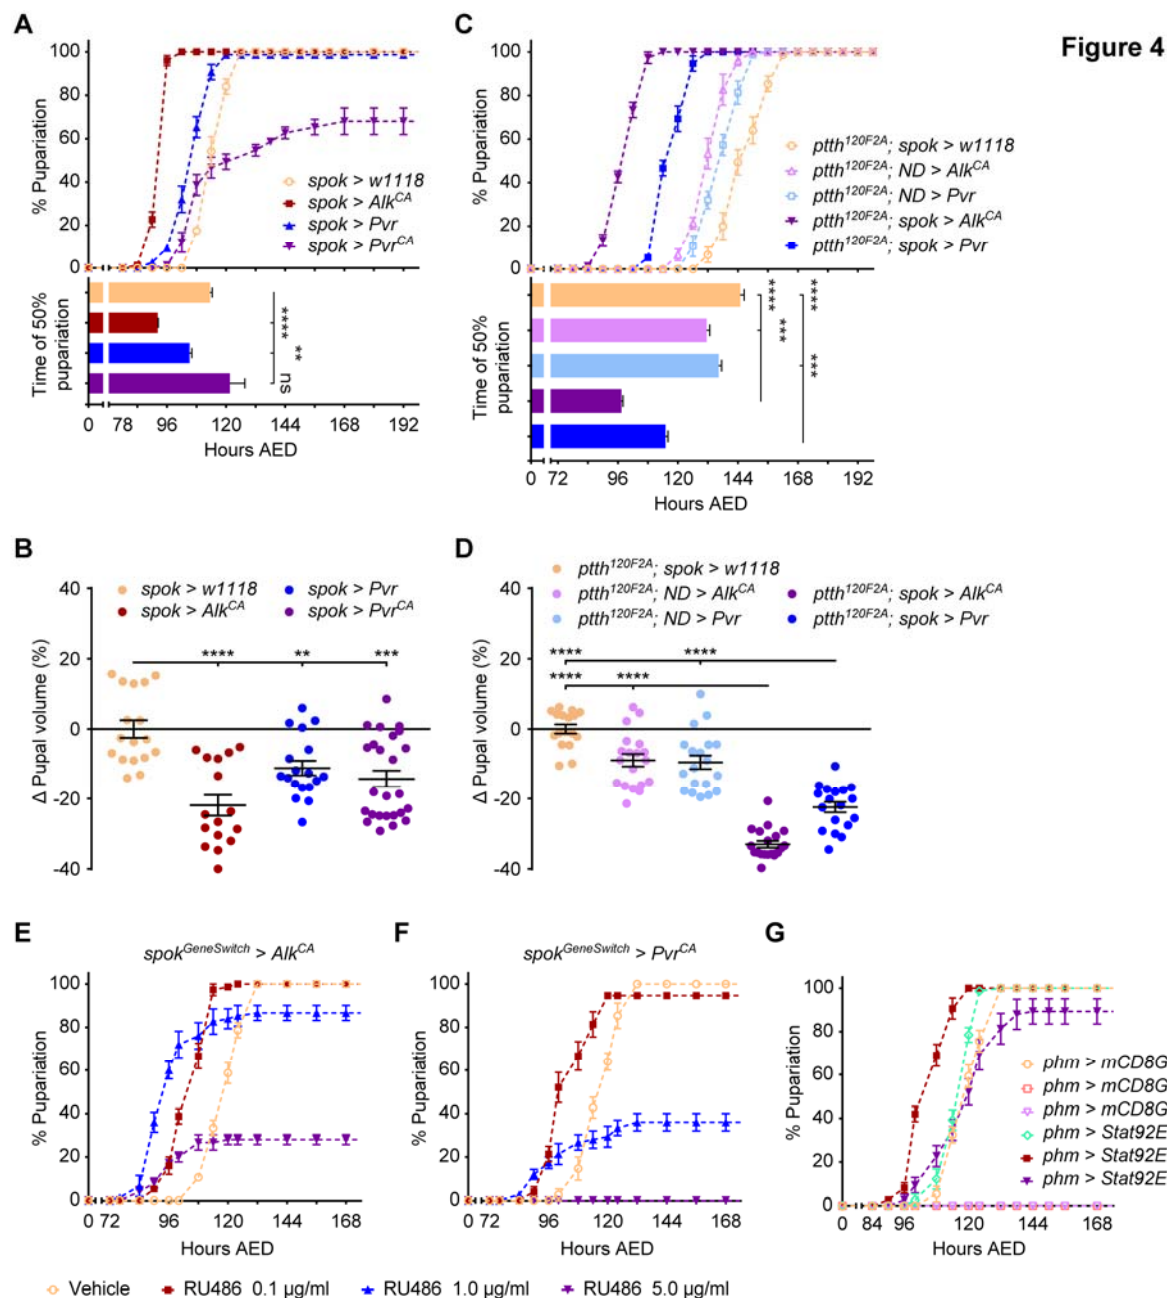 Figure 4
A
100
80
60
40
20
0
% Pupariation
spok > w1118
spok > Alk^CA
spok > Pvr
spok > Pvr^CA
Time of 50%
pupariation
****
**
ns
0 78 96 120 144 168 192
Hours AED
C
100
80
60
40
20
0
% Pupariation
ptth^120F2A; spok > w1118
ptth^120F2A; ND > Alk^CA
ptth^120F2A; ND > Pvr
ptth^120F2A; spok > Alk^CA
ptth^120F2A; spok > Pvr
Time of 50%
pupariation
****
***
****
***
0 72 96 120 144 168 192
Hours AED
B
spok > w1118
spok > Alk^CA
spok > Pvr
spok > Pvr^CA
40
20
0
-20
-40
Δ Pupal volume (%)
**** ** ***
D
ptth^120F2A; spok > w1118
ptth^120F2A; ND > Alk^CA
ptth^120F2A; ND > Pvr
ptth^120F2A; spok > Alk^CA
ptth^120F2A; spok > Pvr
40
20
0
-20
-40
Δ Pupal volume (%)
**** ****
**** ****
E
spok^GeneSwitch > Alk^CA
100
80
60
40
20
0
% Pupariation
0 72 96 120 144 168
Hours AED
F
spok^GeneSwitch > Pvr^CA
100
80
60
40
20
0
% Pupariation
0 72 96 120 144 168
Hours AED
G
100
80
60
40
20
0
% Pupariation
phm > mCD8G
phm > mCD8G
phm > mCD8G
phm > Stat92E
phm > Stat92E
phm > Stat92E
0 84 96 120 144 168
Hours AED
Vehicle RU486 0.1 µg/ml RU486 1.0 µg/ml RU486 5.0 µg/ml